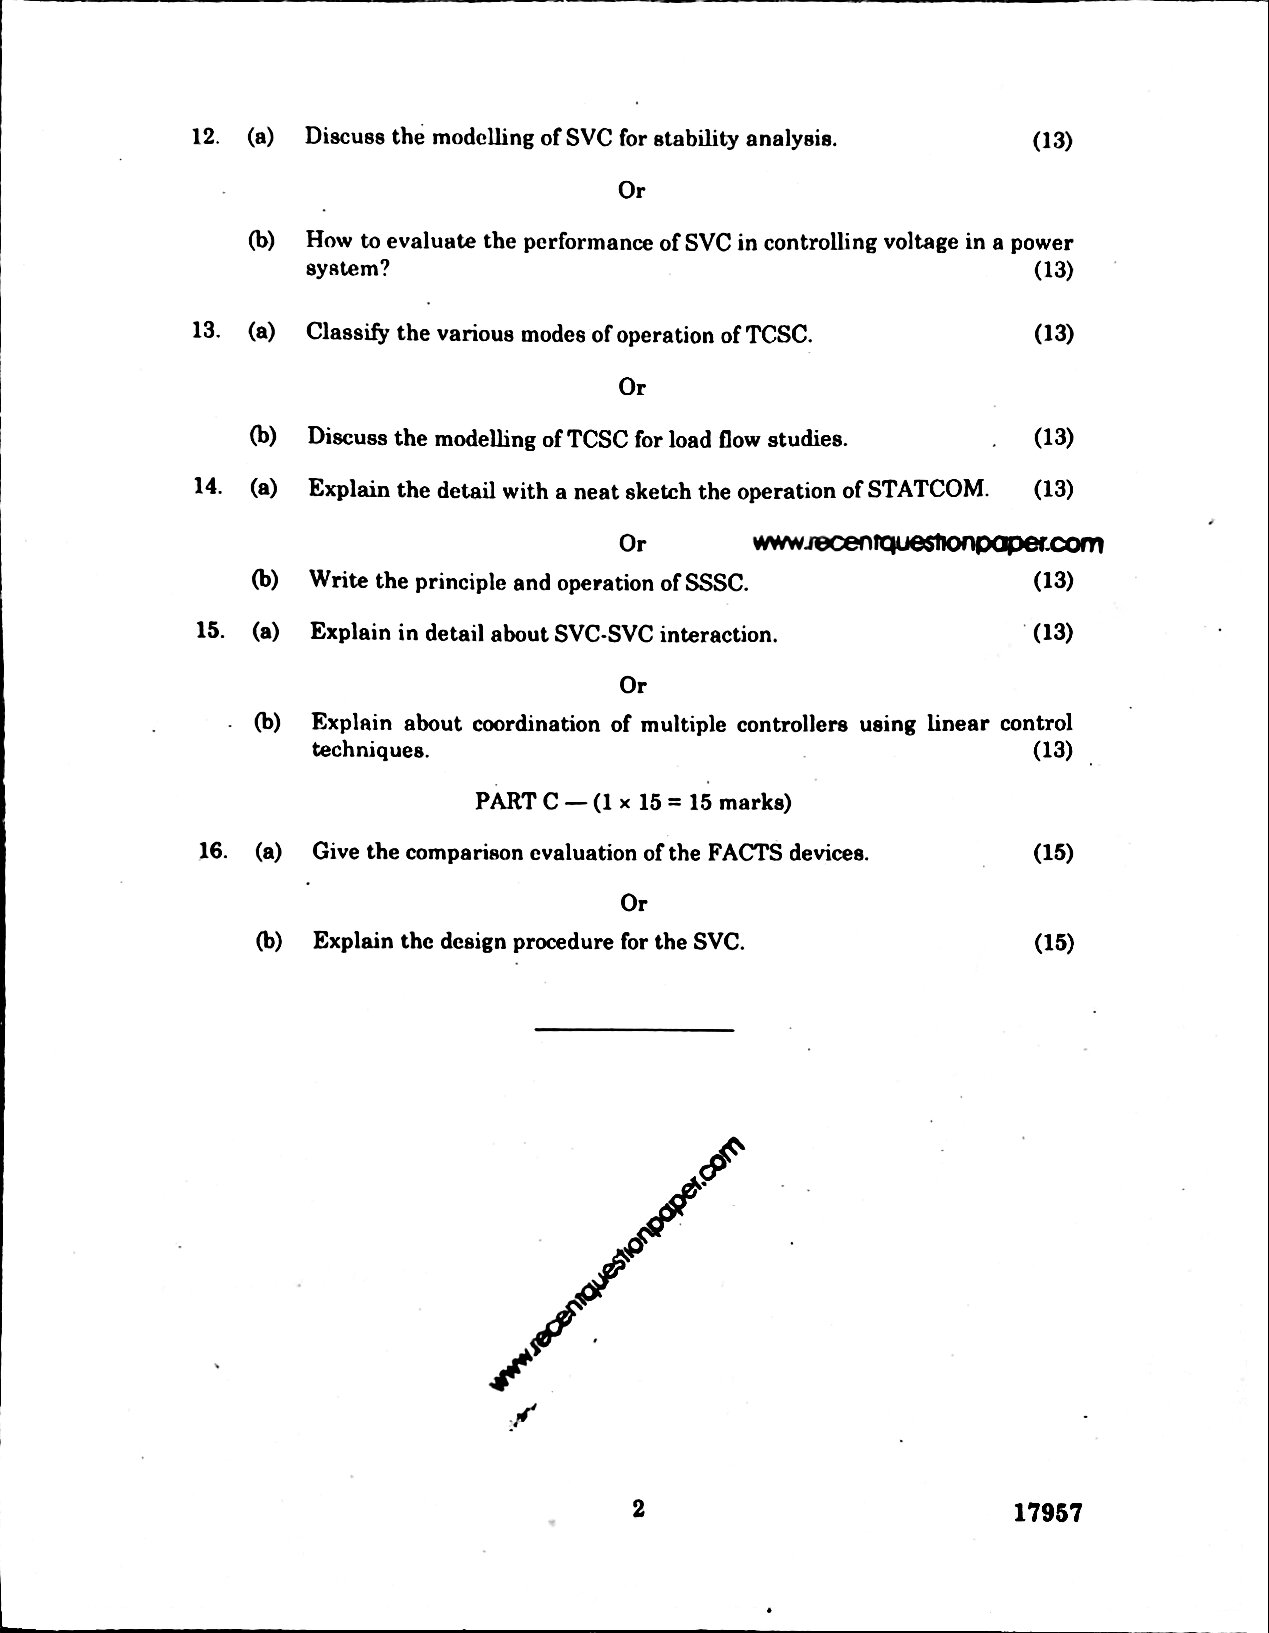 12. (a) Discuss the modelling of SVC for stability analysis. (13)
Or
(b) How to evaluate the performance of SVC in controlling voltage in a power
system? (13)
13. (a) Classify the various modes of operation of TCSC. (13)
Or
(b) Discuss the modelling of TCSC for load flow studies. (13)
14. (a) Explain the detail with a neat sketch the operation of STATCOM. (13)
Or www.recentquestionpaper.com
(b) Write the principle and operation of SSSC. (13)
15. (a) Explain in detail about SVC-SVC interaction. (13)
Or
(b) Explain about coordination of multiple controllers using linear control
techniques. (13)
PART C — (1 × 15 = 15 marks)
16. (a) Give the comparison evaluation of the FACTS devices. (15)
Or
(b) Explain the design procedure for the SVC. (15)
www.recentquestionpaper.com
2 17957